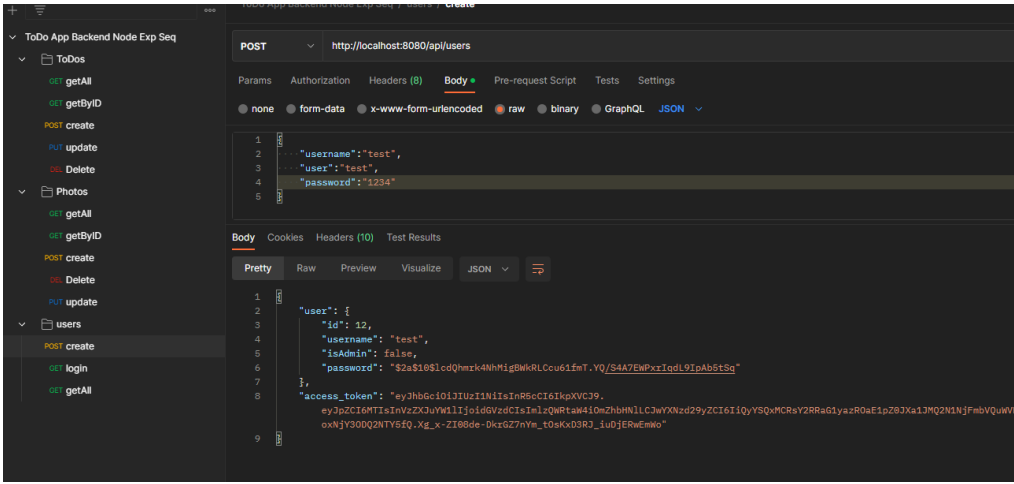 ToDo App Backend Node Exp Seq / users / create
ToDo App Backend Node Exp Seq
ToDos
GET getAll
GET getByID
POST create
PUT update
DEL Delete
Photos
GET getAll
GET getByID
POST create
DEL Delete
PUT update
users
POST create
GET login
GET getAll
POST http://localhost:8080/api/users
Params Authorization Headers (8) Body Pre-request Script Tests Settings
none form-data x-www-form-urlencoded raw binary GraphQL JSON
1 {
2 "username":"test",
3 "user":"test",
4 "password":"1234"
5 }
Body Cookies Headers (10) Test Results
Pretty Raw Preview Visualize JSON
1 {
2 "user": {
3 "id": 12,
4 "username": "test",
5 "isAdmin": false,
6 "password": "$2a$10$lcdQhmrk4NhMigBWkRLCcu61fmT.YQ/S4A7EWPxrIqdL9IpAb5tSq"
7 },
8 "access_token": "eyJhbGciOiJIUzI1NiIsInR5cCI6IkpXVCJ9.
9 }